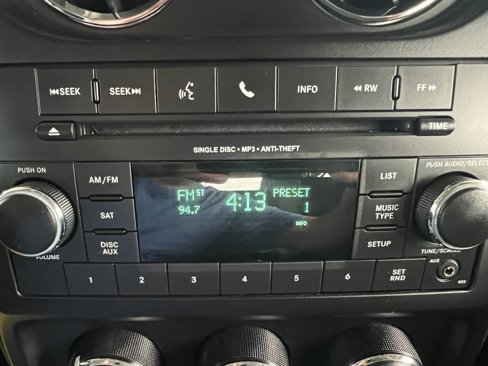 SEEK SEEK INFO RW FF
TIME
SINGLE DISC • MP3 • ANTI-THEFT
PUSH ON
PUSH AUDIO/SELECT
AM/FM
LIST
FM ST 4:13 PRESET
94.7 1
INFO
SAT
MUSIC
TYPE
DISC
AUX
SETUP
VOLUME
TUNE/SCROLL
1 2 3 4 5 6 SET
RND
AUX